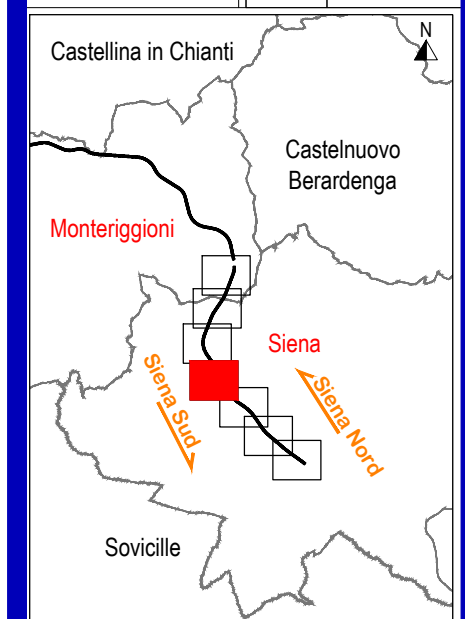 N
Castellina in Chianti
Castelnuovo
Berardenga
Monteriggioni
Siena
Siena Sud
Siena Nord
Sovicille